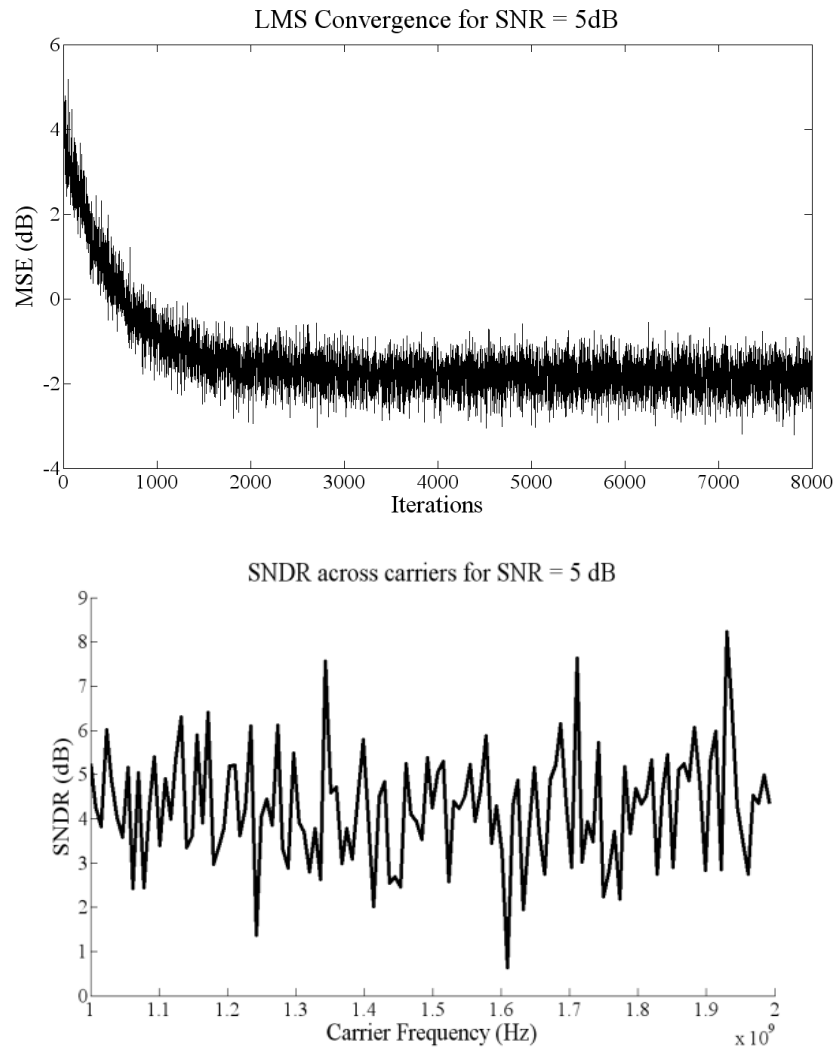 LMS Convergence for SNR = 5dB
6
4
2
0
-2
-4
MSE (dB)
0 1000 2000 3000 4000 5000 6000 7000 8000
Iterations
SNDR across carriers for SNR = 5 dB
9
8
7
6
5
4
3
2
1
0
SNDR (dB)
1 1.1 1.2 1.3 1.4 1.5 1.6 1.7 1.8 1.9 2
Carrier Frequency (Hz)
x 10^9